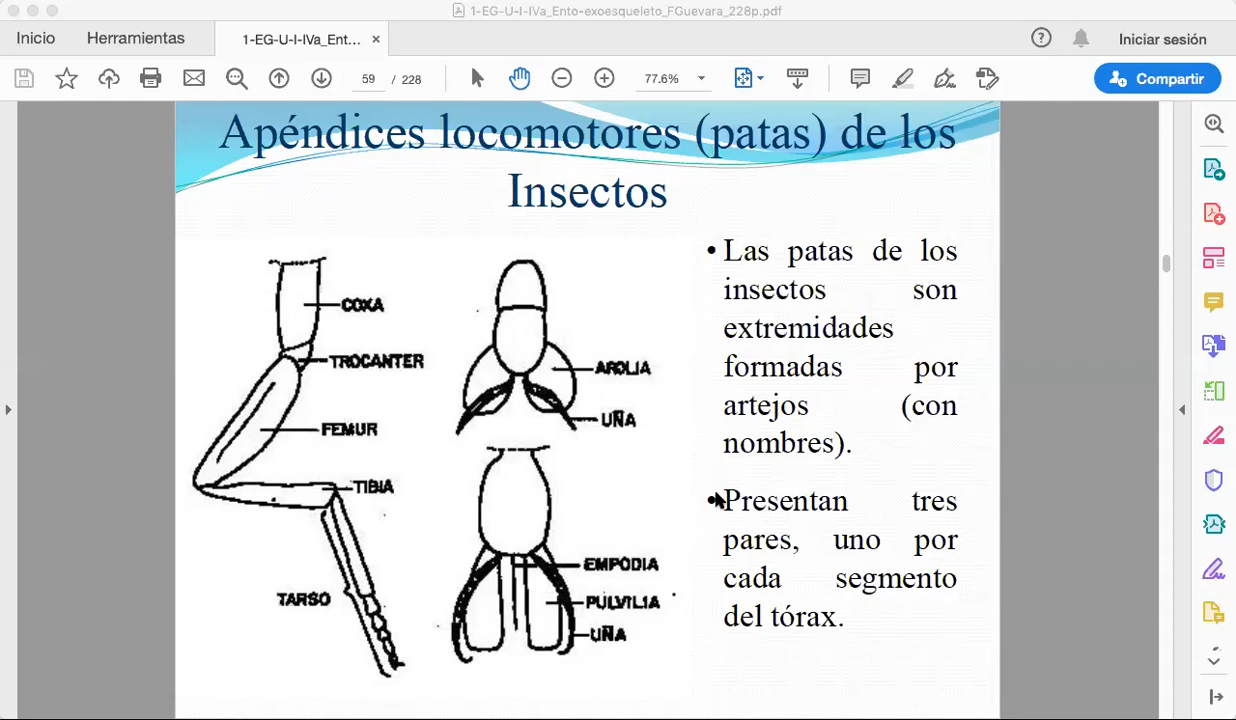 1-EG-U-I-IVa_Ento-exoesqueleto_FGuevara_228p.pdf
Inicio
Herramientas
1-EG-U-I-IVa_Ent...
×
Iniciar sesión
59 / 228
77.6%
Compartir
Apéndices locomotores (patas) de los
Insectos
COXA
TROCANTER
FEMUR
TIBIA
TARSO
AROLIA
UÑA
EMPODIA
PULVILIA
UÑA
• Las patas de los
insectos son
extremidades
formadas por
artejos (con
nombres).
• Presentan tres
pares, uno por
cada segmento
del tórax.